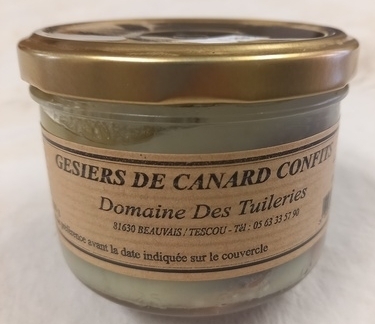 GESIERS DE CANARD CONFITS
Domaine Des Tuileries
81630 BEAUVAIS / TESCOU - Tél : 05 63 33 57 90
avant la date indiquée sur le couvercle